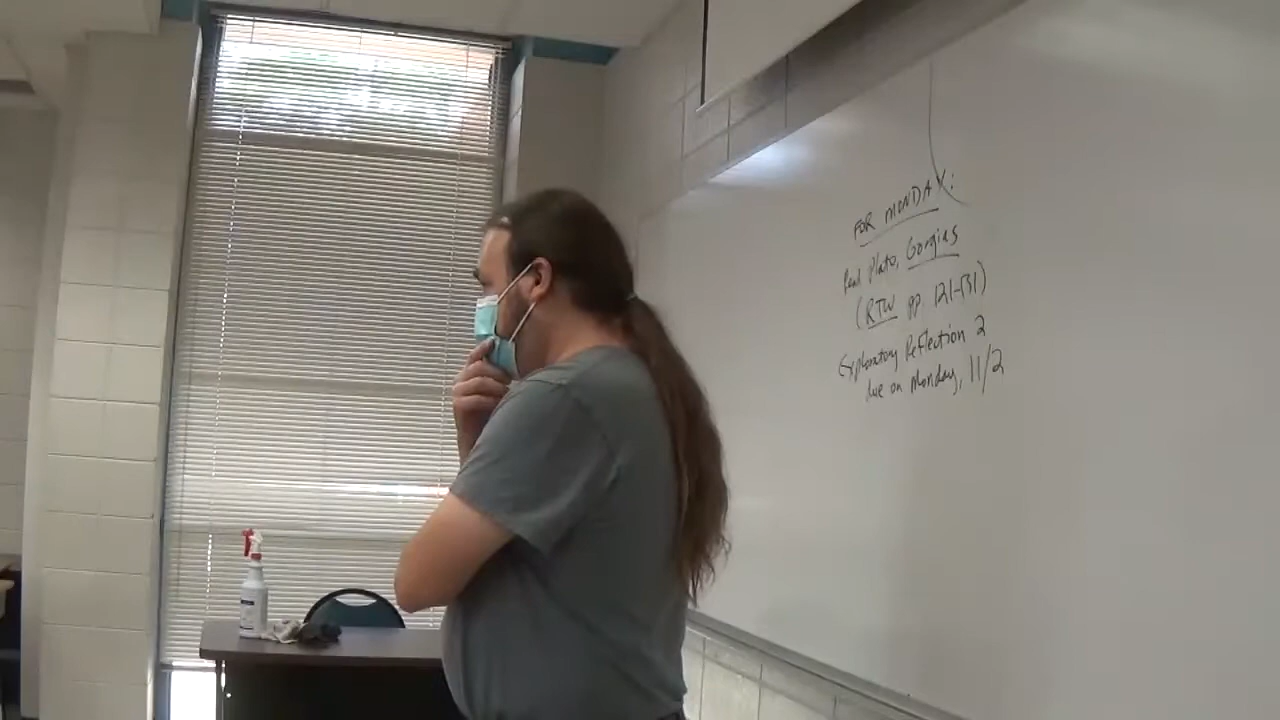 FOR MONDAY:
Read Plato, Gorgias
(RTW pp 121-131)
Exploratory Reflection 2
due on Monday, 11/2